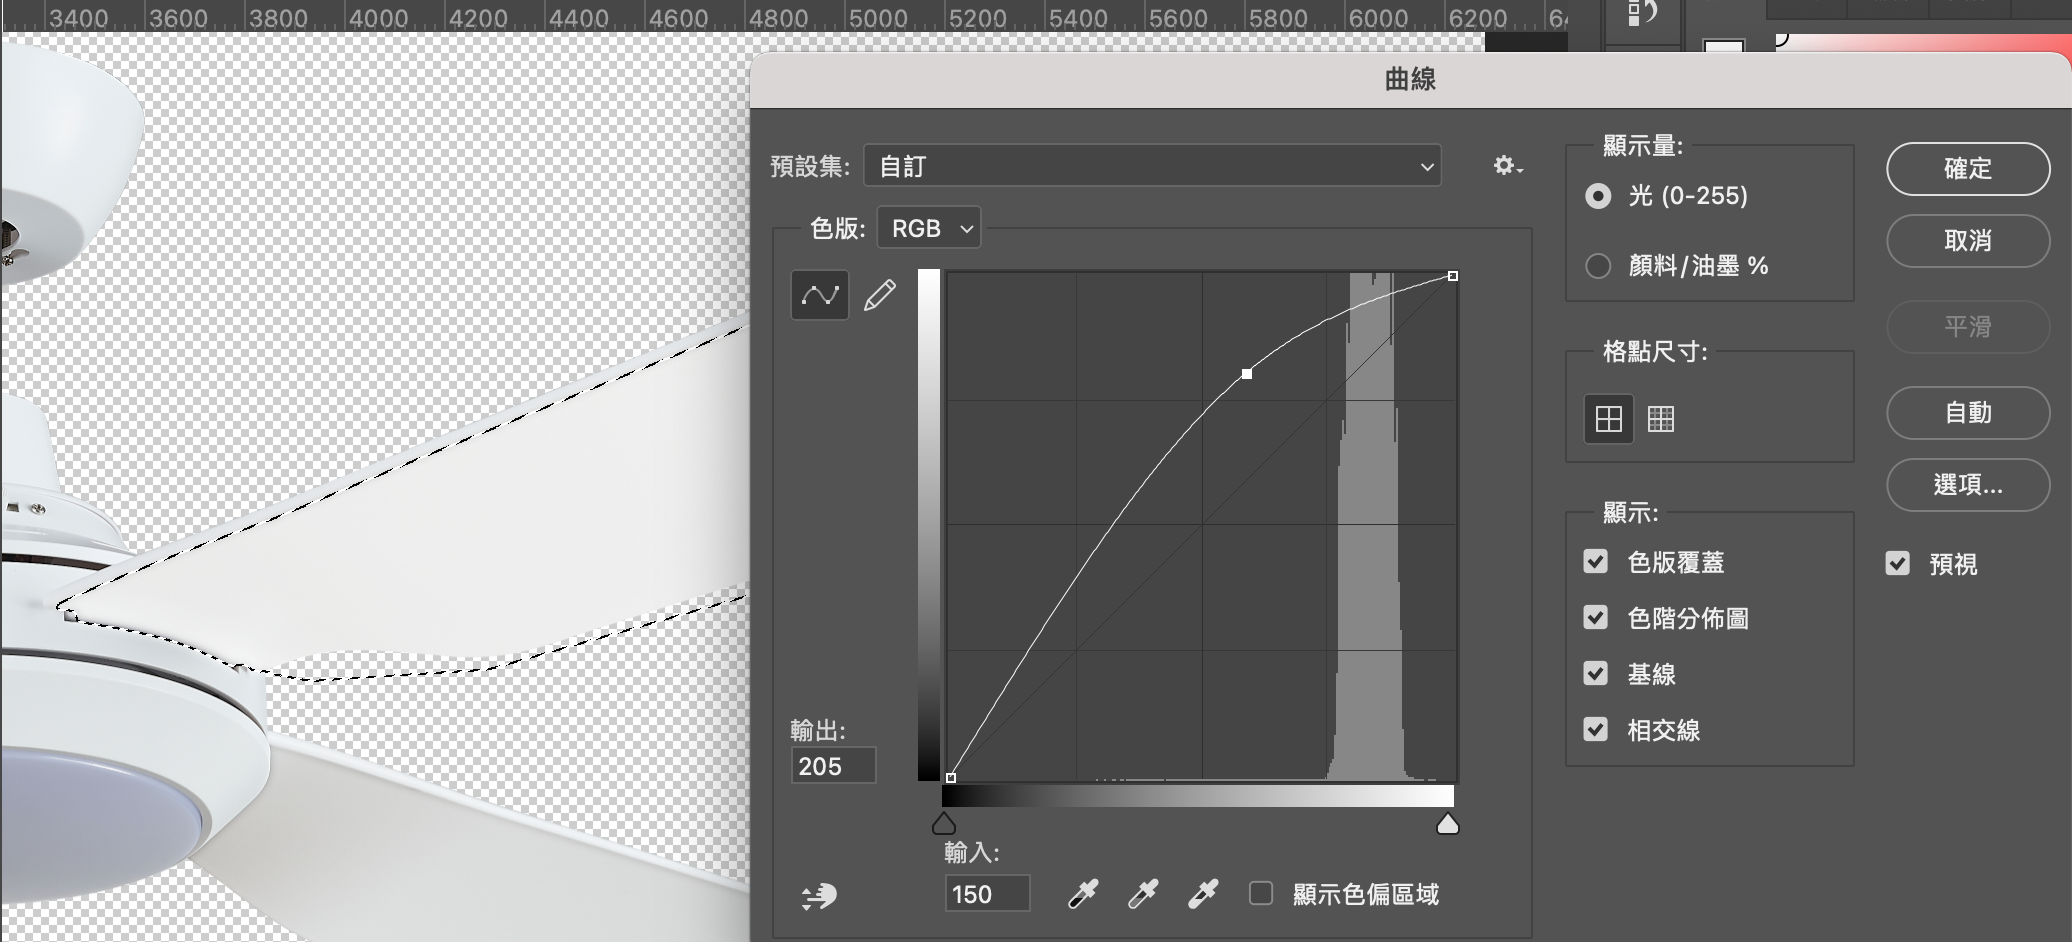 3400 3600 3800 4000 4200 4400 4600 4800 5000 5200 5400 5600 5800 6000 6200
曲線
預設集: 自訂
色版: RGB
輸出:
205
輸入:
150
顯示色偏區域
顯示量:
光 (0-255)
顏料/油墨 %
格點尺寸:
顯示:
色版覆蓋
色階分佈圖
基線
相交線
確定
取消
平滑
自動
選項...
預視